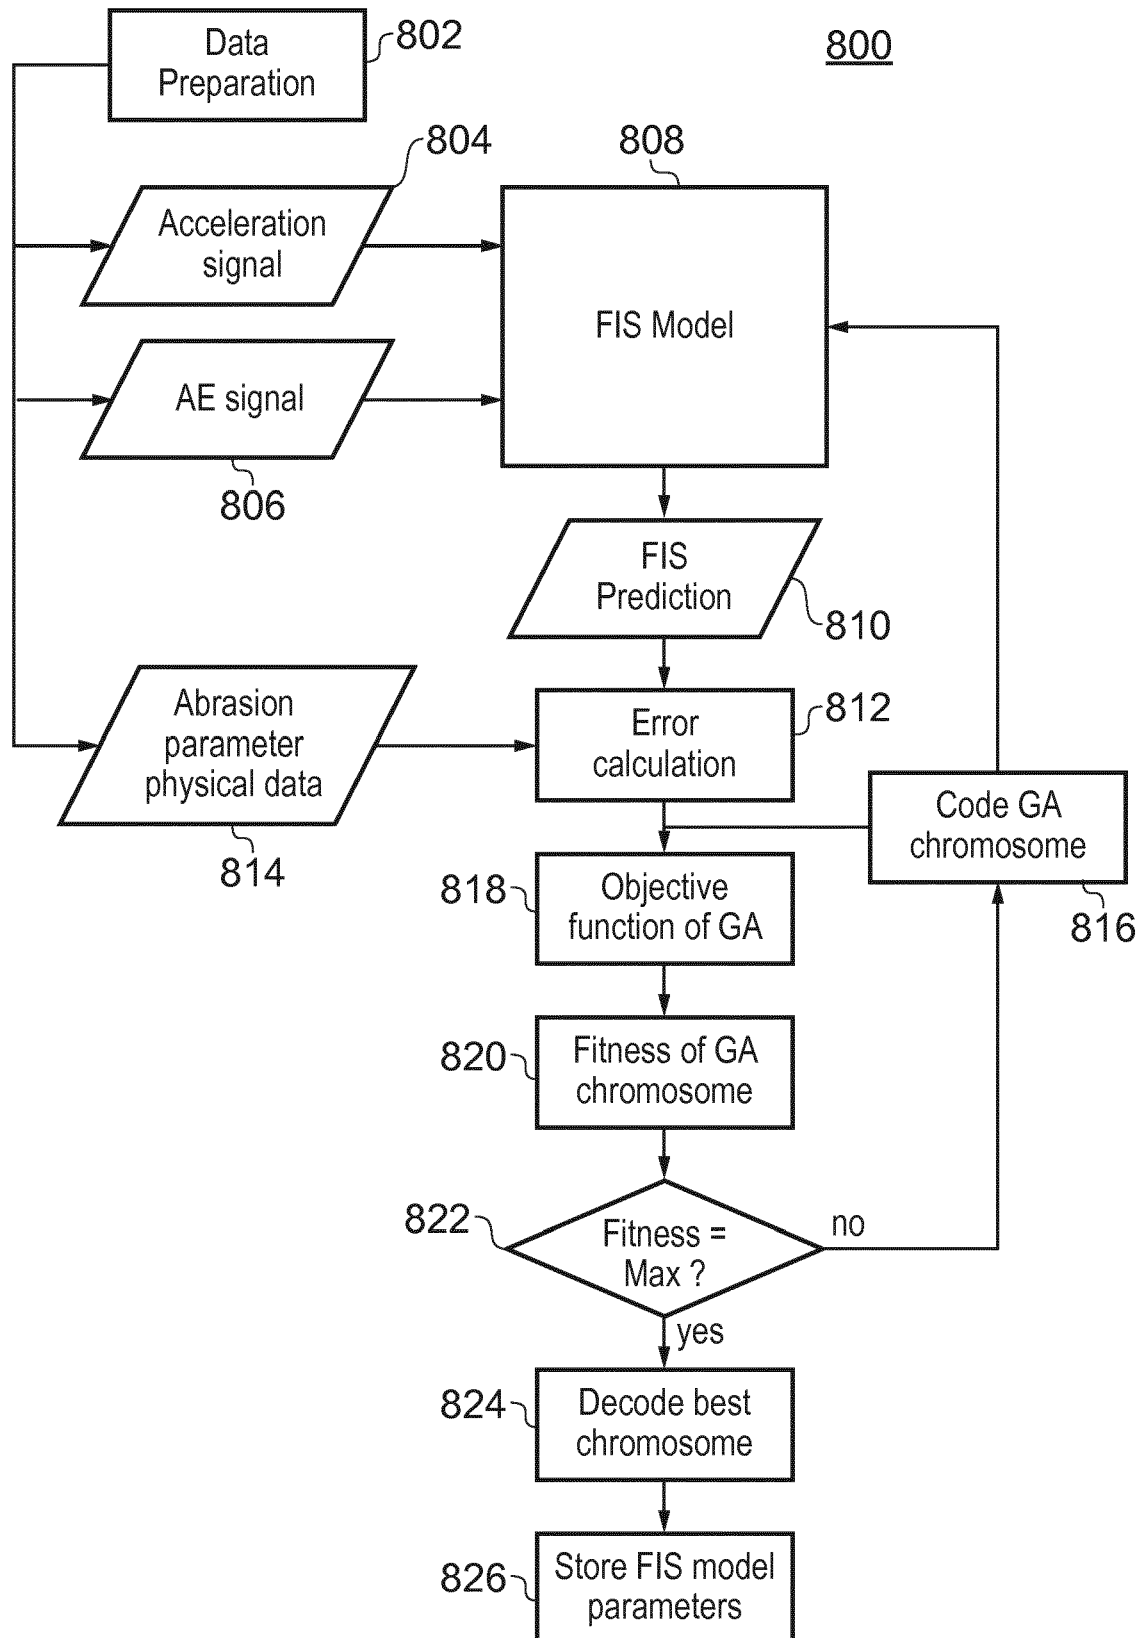 800
802
Data
Preparation
804
Acceleration
signal
808
FIS Model
AE signal
806
FIS
Prediction
810
Abrasion
parameter
physical data
814
Error
calculation
812
Code GA
chromosome
816
818
Objective
function of GA
820
Fitness of GA
chromosome
822
Fitness =
Max ?
no
yes
824
Decode best
chromosome
826
Store FIS model
parameters